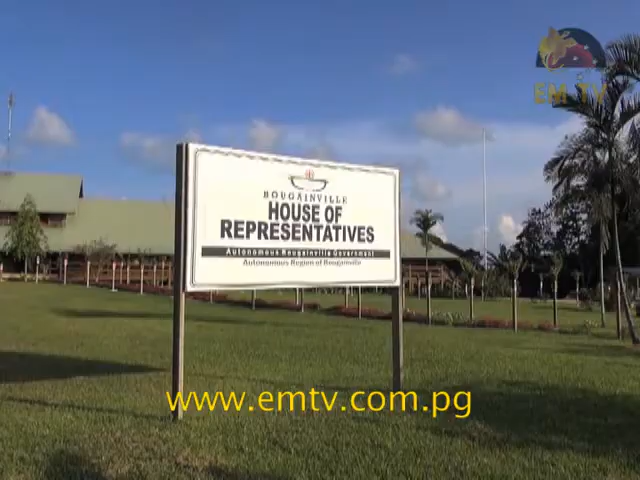 EM TV
BOUGAINVILLE
HOUSE OF
REPRESENTATIVES
Autonomous Bougainville Government
Autonomous Region of Bougainville
www.emtv.com.pg